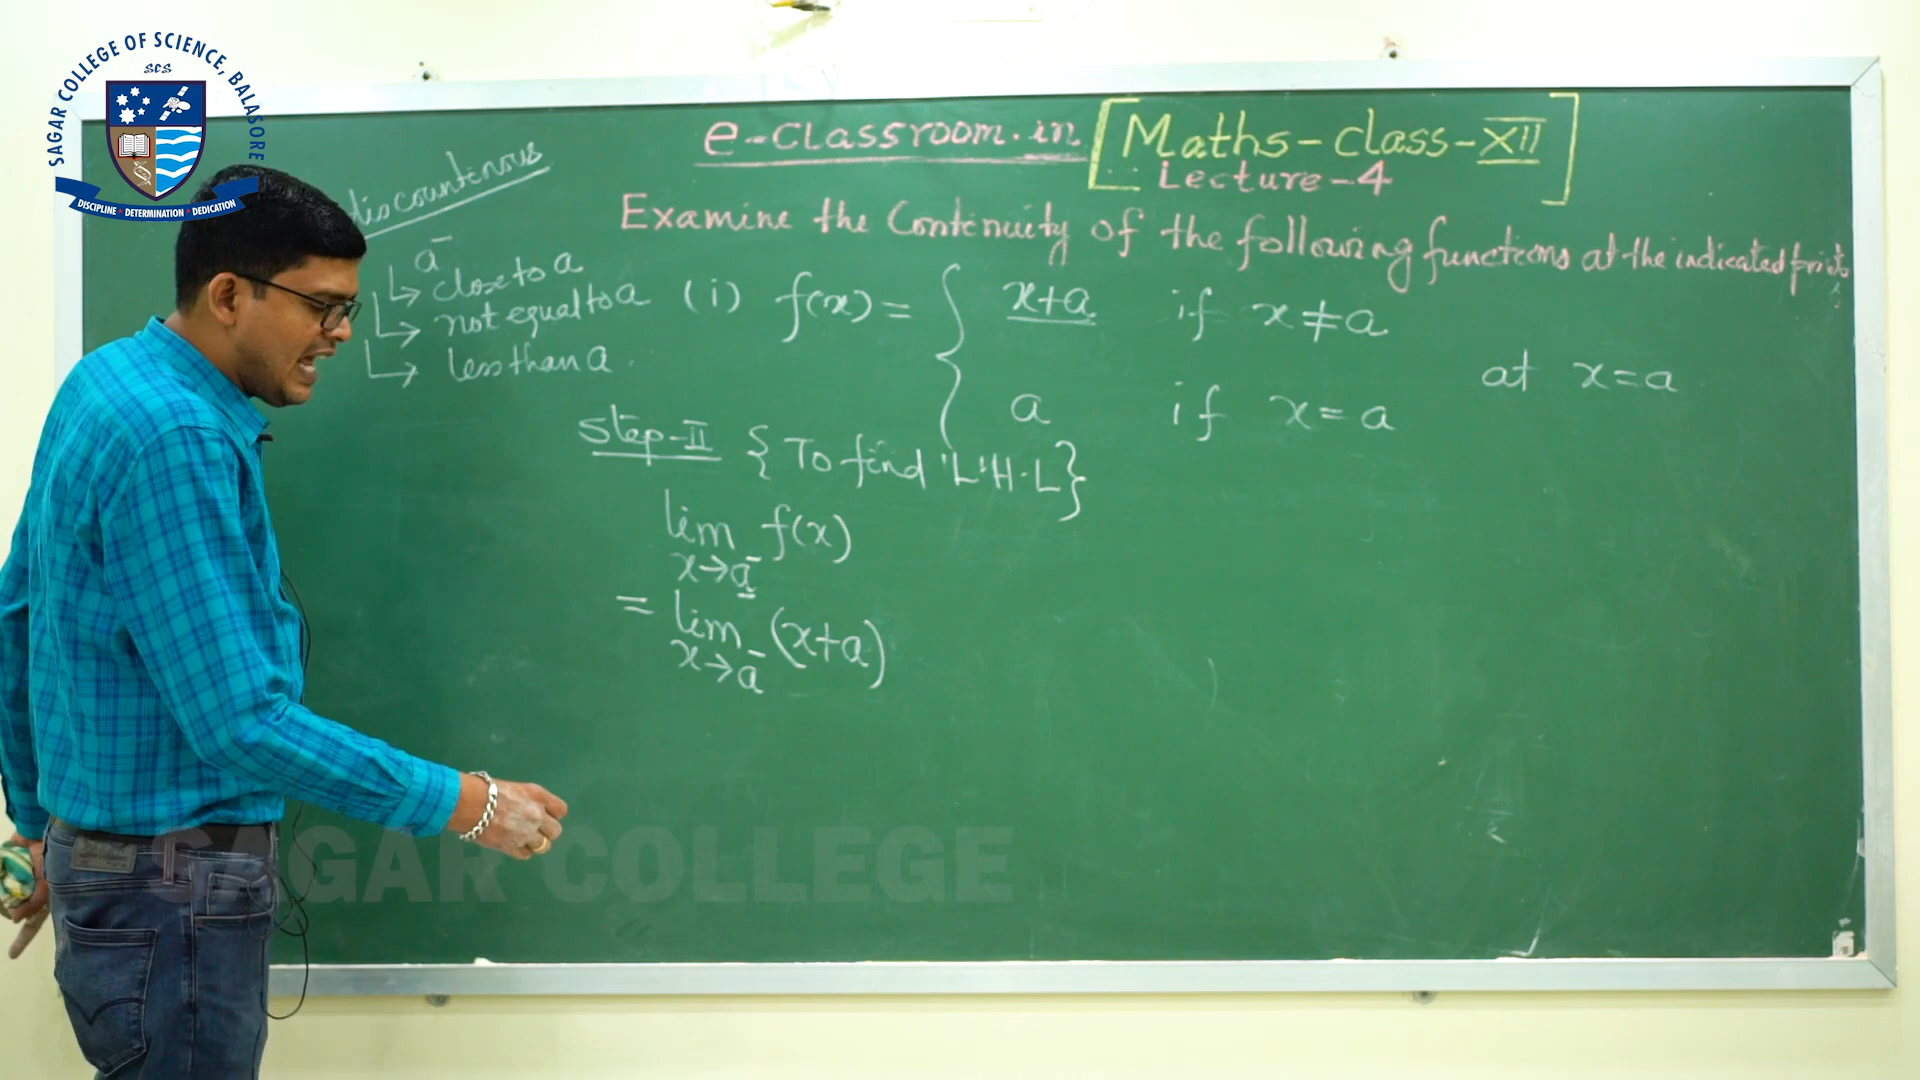 SAGAR COLLEGE OF SCIENCE, BALASORE
SCS
DISCIPLINE • DETERMINATION • DEDICATION
e-classroom.in [Maths-class-XII
Lecture-4]
discountinous
Examine the Continuity of the following functions at the indicated points
a⁻
↳ close to a
↳ not equal to a
↳ less than a.
(i) f(x) = { x+a if x≠a
a if x=a
at x=a
Step-II {To find 'L'H.L}
lim f(x)
x→a⁻
= lim (x+a)
x→a⁻
SAGAR COLLEGE